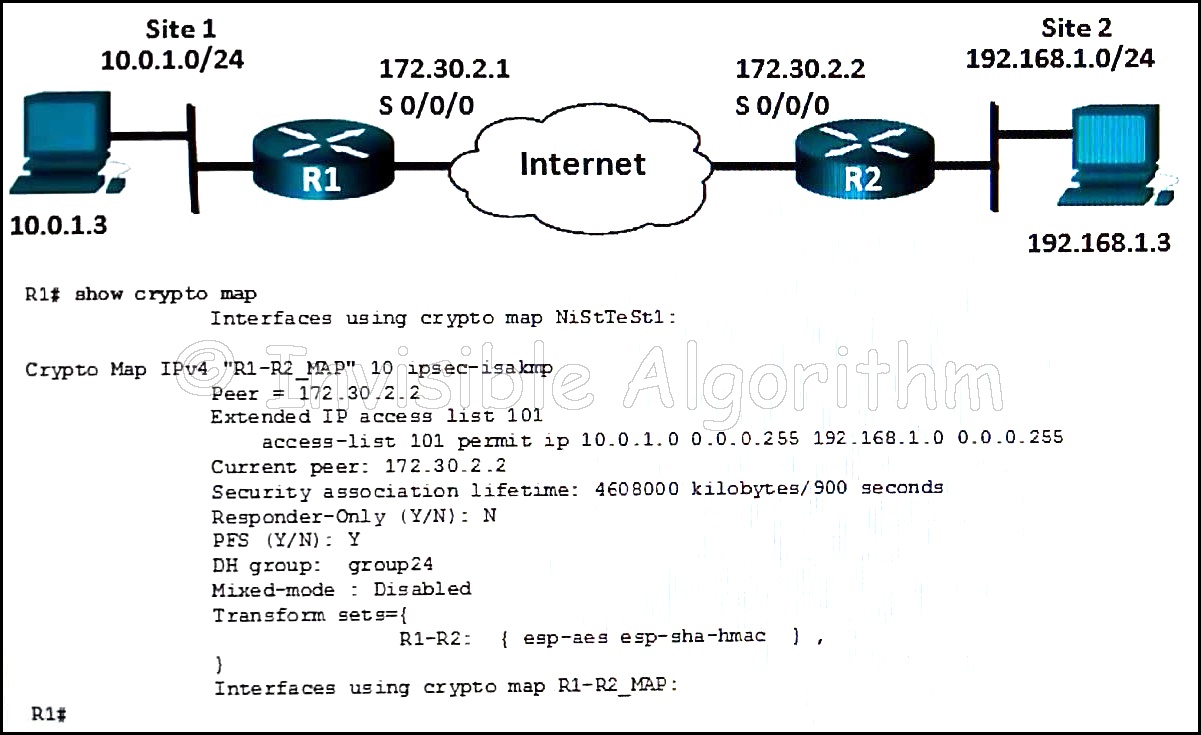 Site 1
10.0.1.0/24
Site 2
192.168.1.0/24
172.30.2.1
S 0/0/0
172.30.2.2
S 0/0/0
Internet
R1
R2
10.0.1.3
192.168.1.3
R1# show crypto map
Interfaces using crypto map NiStTeSt1:
© Invisible Algorithm
Crypto Map IPv4 "R1-R2_MAP" 10 ipsec-isakmp
Peer = 172.30.2.2
Extended IP access list 101
access-list 101 permit ip 10.0.1.0 0.0.0.255 192.168.1.0 0.0.0.255
Current peer: 172.30.2.2
Security association lifetime: 4608000 kilobytes/900 seconds
Responder-Only (Y/N): N
PFS (Y/N): Y
DH group: group24
Mixed-mode : Disabled
Transform sets={
R1-R2: { esp-aes esp-sha-hmac } ,
}
Interfaces using crypto map R1-R2_MAP:
R1#